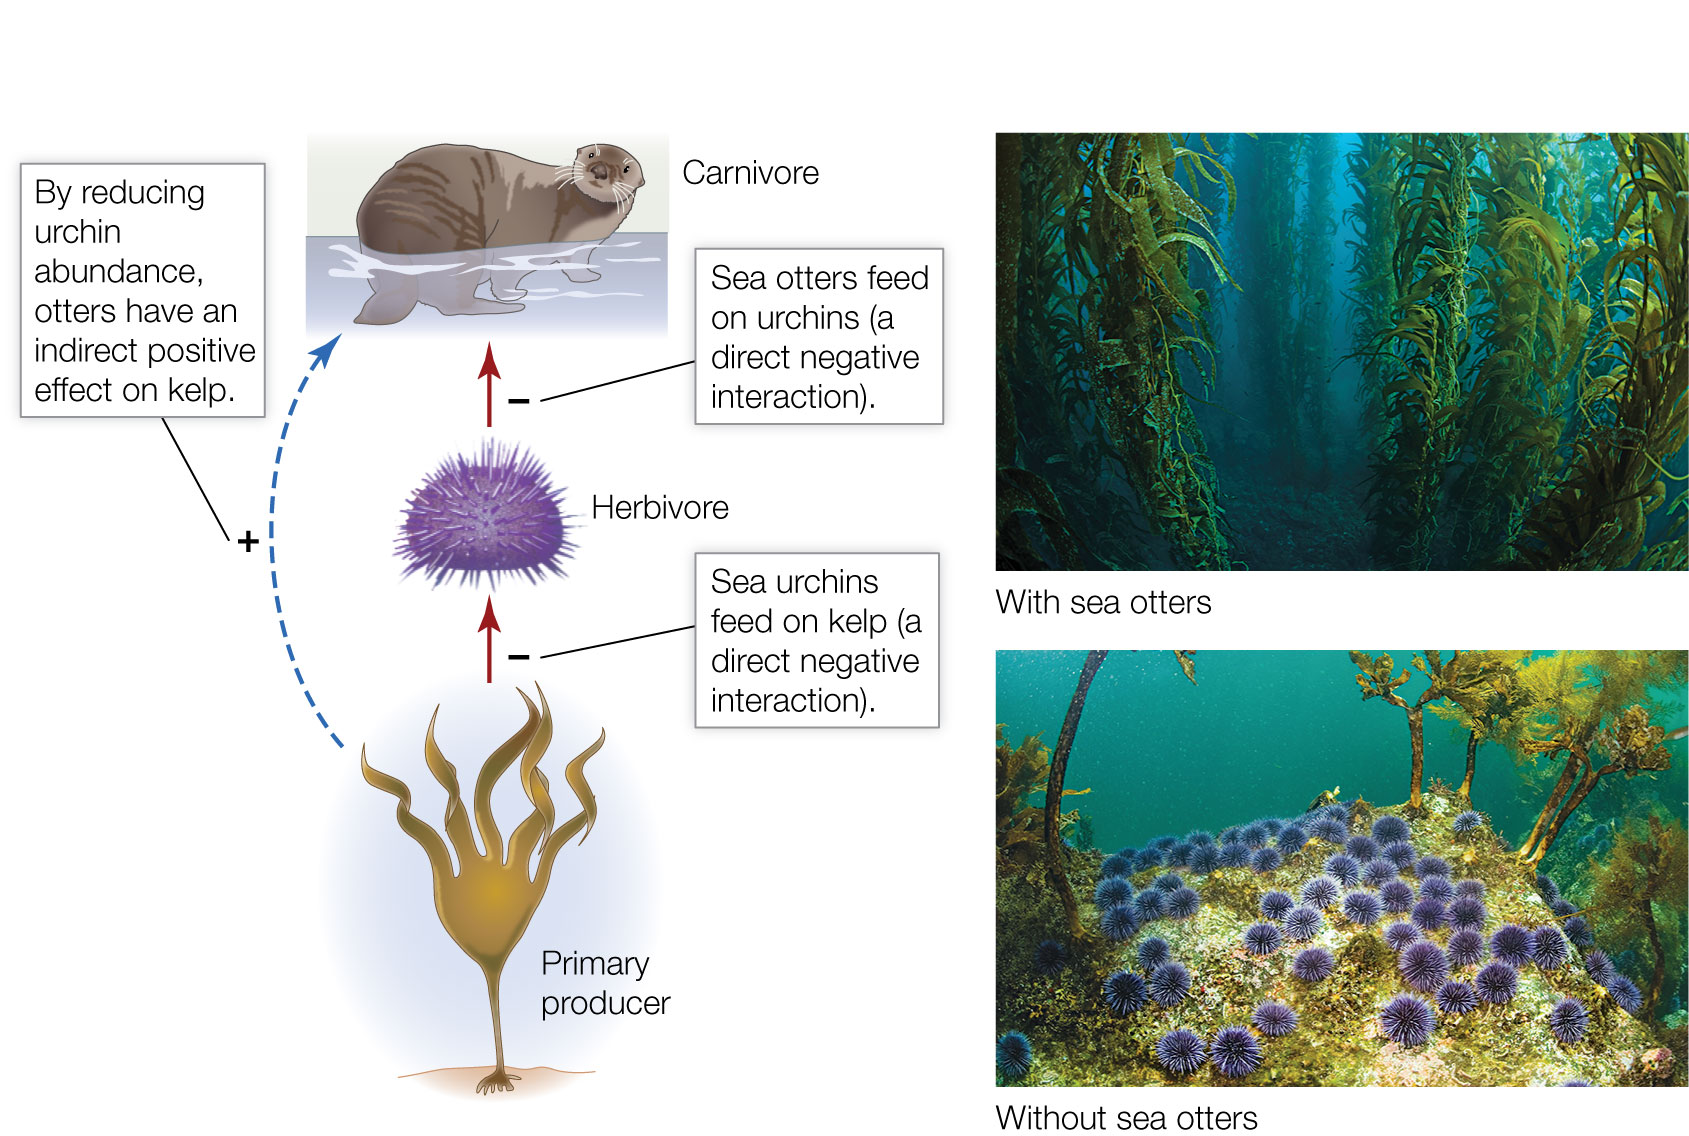 By reducing
urchin
abundance,
otters have an
indirect positive
effect on kelp.
+
Carnivore
Sea otters feed
on urchins (a
direct negative
interaction).
–
Herbivore
Sea urchins
feed on kelp (a
direct negative
interaction).
–
Primary
producer
With sea otters
Without sea otters